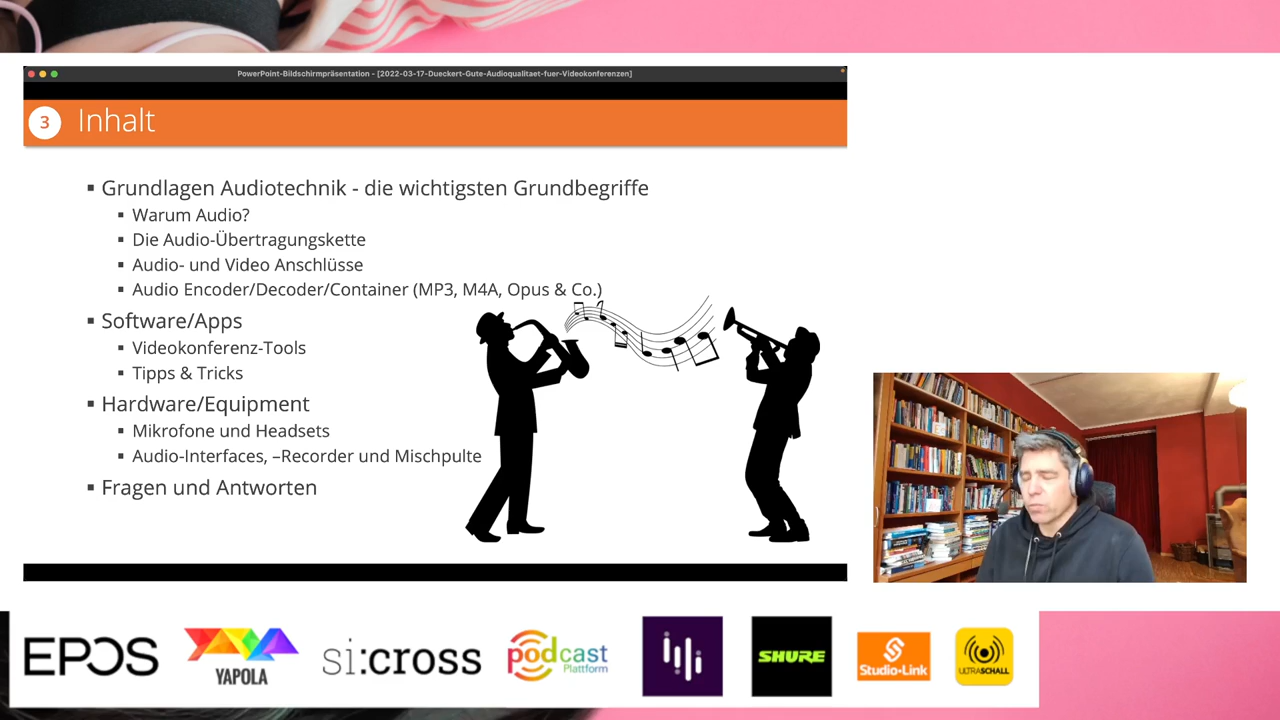 PowerPoint-Bildschirmpräsentation - [2022-03-17-Dueckert-Gute-Audioqualitaet-fuer-Videokonferenzen]
3 Inhalt
▪ Grundlagen Audiotechnik - die wichtigsten Grundbegriffe
▪ Warum Audio?
▪ Die Audio-Übertragungskette
▪ Audio- und Video Anschlüsse
▪ Audio Encoder/Decoder/Container (MP3, M4A, Opus & Co.)
▪ Software/Apps
▪ Videokonferenz-Tools
▪ Tipps & Tricks
▪ Hardware/Equipment
▪ Mikrofone und Headsets
▪ Audio-Interfaces, –Recorder und Mischpulte
▪ Fragen und Antworten
EPOS
YAPOLA
si:cross
podcast
Plattform
SHURE
Studio-Link
ULTRASCHALL